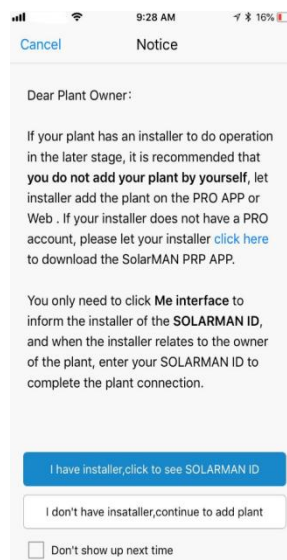 9:28 AM 16%
Cancel Notice
Dear Plant Owner:
If your plant has an installer to do operation
in the later stage, it is recommended that
you do not add your plant by yourself, let
installer add the plant on the PRO APP or
Web . If your installer does not have a PRO
account, please let your installer click here
to download the SolarMAN PRP APP.
You only need to click Me interface to
inform the installer of the SOLARMAN ID,
and when the installer relates to the owner
of the plant, enter your SOLARMAN ID to
complete the plant connection.
I have installer,click to see SOLARMAN ID
I don't have insataller,continue to add plant
Don't show up next time